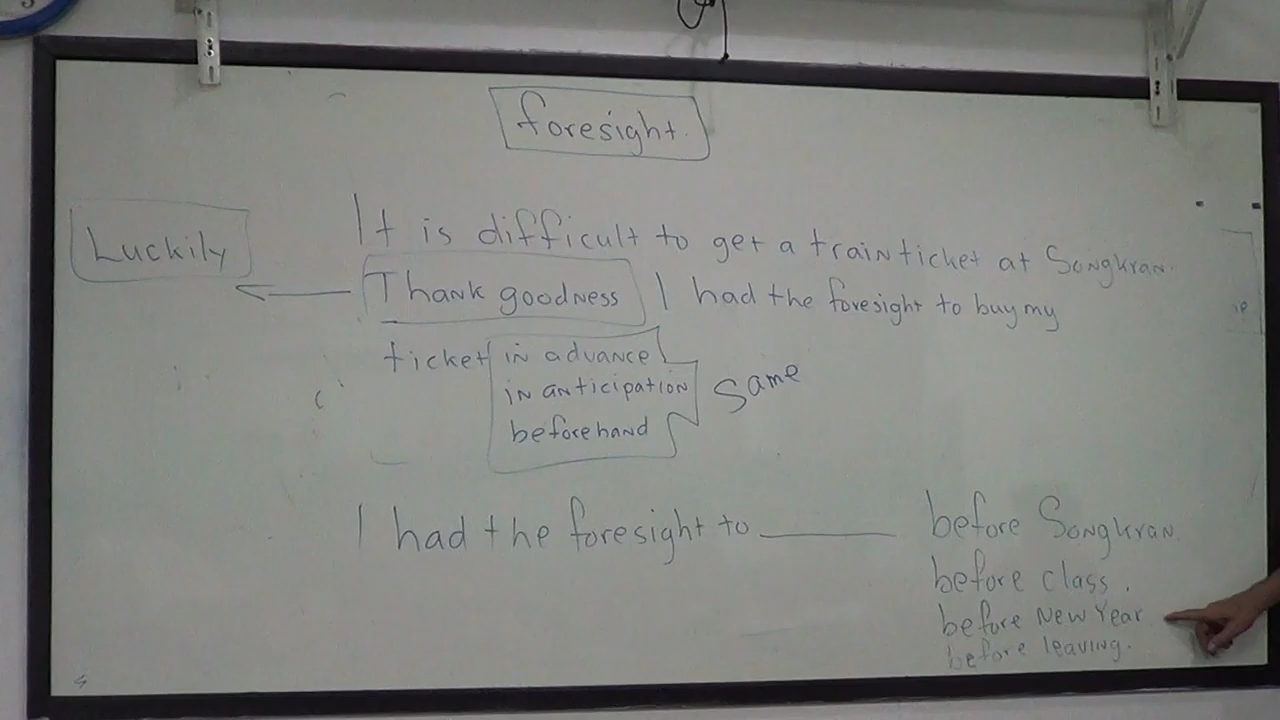 foresight.
Luckily
It is difficult to get a train ticket at Songkran.
Thank goodness I had the foresight to buy my
ticket in advance
in anticipation
beforehand
Same
I had the foresight to ______ before Songkran.
before class.
before New Year
before leaving.